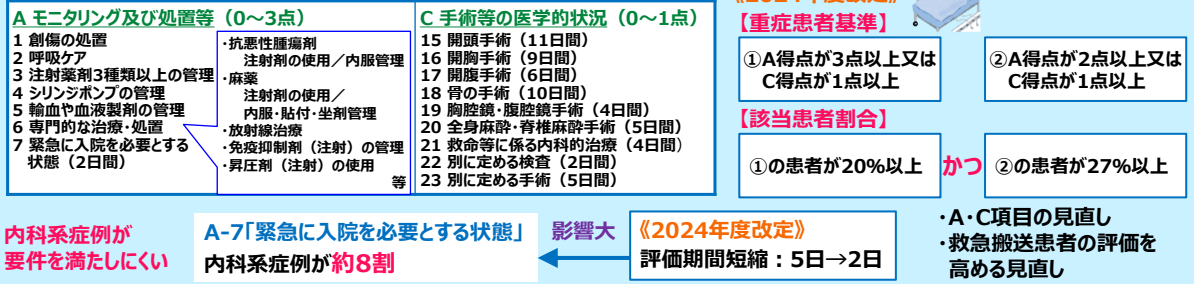 A モニタリング及び処置等（0～3点）
1 創傷の処置
2 呼吸ケア
3 注射薬剤3種類以上の管理
4 シリンジポンプの管理
5 輸血や血液製剤の管理
6 専門的な治療・処置
7 緊急に入院を必要とする
状態（2日間）
・抗悪性腫瘍剤
注射剤の使用／内服管理
・麻薬
注射剤の使用／
内服・貼付・坐剤管理
・放射線治療
・免疫抑制剤（注射）の管理
・昇圧剤（注射）の使用
等
C 手術等の医学的状況（0～1点）
15 開頭手術（11日間）
16 開胸手術（9日間）
17 開腹手術（6日間）
18 骨の手術（10日間）
19 胸腔鏡・腹腔鏡手術（4日間）
20 全身麻酔・脊椎麻酔手術（5日間）
21 救命等に係る内科的治療（4日間）
22 別に定める検査（2日間）
23 別に定める手術（5日間）
《2024年度改定》
【重症患者基準】
①A得点が3点以上又は
C得点が1点以上
②A得点が2点以上又は
C得点が1点以上
【該当患者割合】
①の患者が20%以上
かつ
②の患者が27%以上
内科系症例が
要件を満たしにくい
A-7「緊急に入院を必要とする状態」
内科系症例が約8割
影響大
《2024年度改定》
評価期間短縮：5日→2日
・A・C項目の見直し
・救急搬送患者の評価を
高める見直し